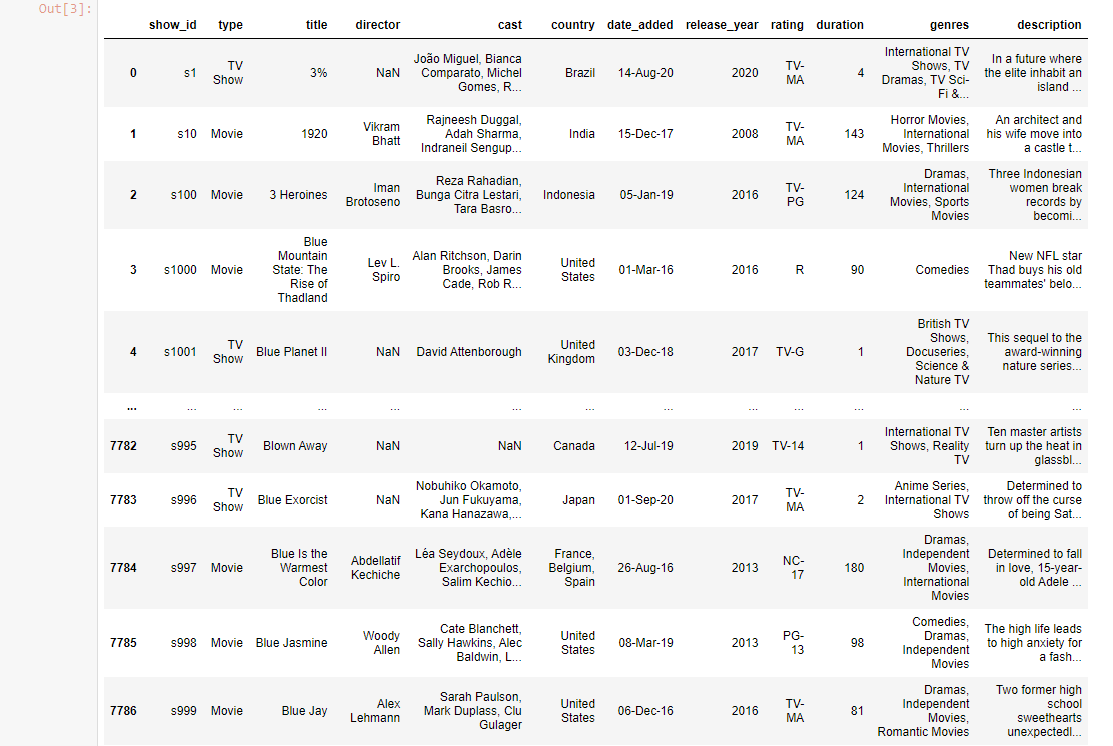 Out[3]:
show_id type title director cast country date_added release_year rating duration genres description
0 s1 TV Show 3% NaN João Miguel, Bianca Comparato, Michel Gomes, R... Brazil 14-Aug-20 2020 TV-MA 4 International TV Shows, TV Dramas, TV Sci-Fi &... In a future where the elite inhabit an island ...
1 s10 Movie 1920 Vikram Bhatt Rajneesh Duggal, Adah Sharma, Indraneil Sengup... India 15-Dec-17 2008 TV-MA 143 Horror Movies, International Movies, Thrillers An architect and his wife move into a castle t...
2 s100 Movie 3 Heroines Iman Brotoseno Reza Rahadian, Bunga Citra Lestari, Tara Basro... Indonesia 05-Jan-19 2016 TV-PG 124 Dramas, International Movies, Sports Movies Three Indonesian women break records by becomi...
3 s1000 Movie Blue Mountain State: The Rise of Thadland Lev L. Spiro Alan Ritchson, Darin Brooks, James Cade, Rob R... United States 01-Mar-16 2016 R 90 Comedies New NFL star Thad buys his old teammates' belo...
4 s1001 TV Show Blue Planet II NaN David Attenborough United Kingdom 03-Dec-18 2017 TV-G 1 British TV Shows, Docuseries, Science & Nature TV This sequel to the award-winning nature series...
... ... ... ... ... ... ... ... ... ... ... ... ...
7782 s995 TV Show Blown Away NaN NaN Canada 12-Jul-19 2019 TV-14 1 International TV Shows, Reality TV Ten master artists turn up the heat in glassbl...
7783 s996 TV Show Blue Exorcist NaN Nobuhiko Okamoto, Jun Fukuyama, Kana Hanazawa,... Japan 01-Sep-20 2017 TV-MA 2 Anime Series, International TV Shows Determined to throw off the curse of being Sat...
7784 s997 Movie Blue Is the Warmest Color Abdellatif Kechiche Léa Seydoux, Adèle Exarchopoulos, Salim Kechio... France, Belgium, Spain 26-Aug-16 2013 NC-17 180 Dramas, Independent Movies, International Movies Determined to fall in love, 15-year-old Adele ...
7785 s998 Movie Blue Jasmine Woody Allen Cate Blanchett, Sally Hawkins, Alec Baldwin, L... United States 08-Mar-19 2013 PG-13 98 Comedies, Dramas, Independent Movies The high life leads to high anxiety for a fash...
7786 s999 Movie Blue Jay Alex Lehmann Sarah Paulson, Mark Duplass, Clu Gulager United States 06-Dec-16 2016 TV-MA 81 Dramas, Independent Movies, Romantic Movies Two former high school sweethearts unexpectedl...